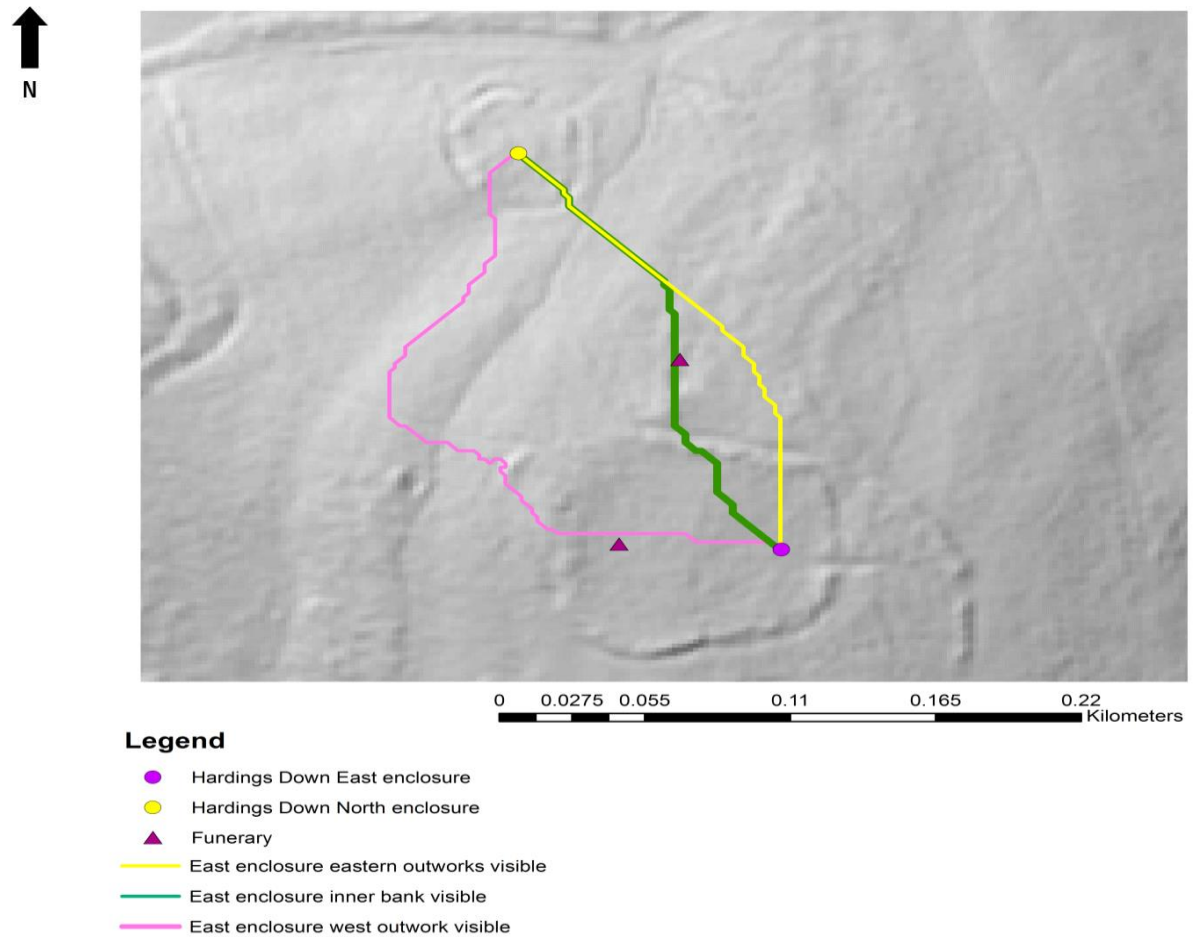 N
0 0.0275 0.055 0.11 0.165 0.22
Kilometers
Legend
Hardings Down East enclosure
Hardings Down North enclosure
Funerary
East enclosure eastern outworks visible
East enclosure inner bank visible
East enclosure west outwork visible